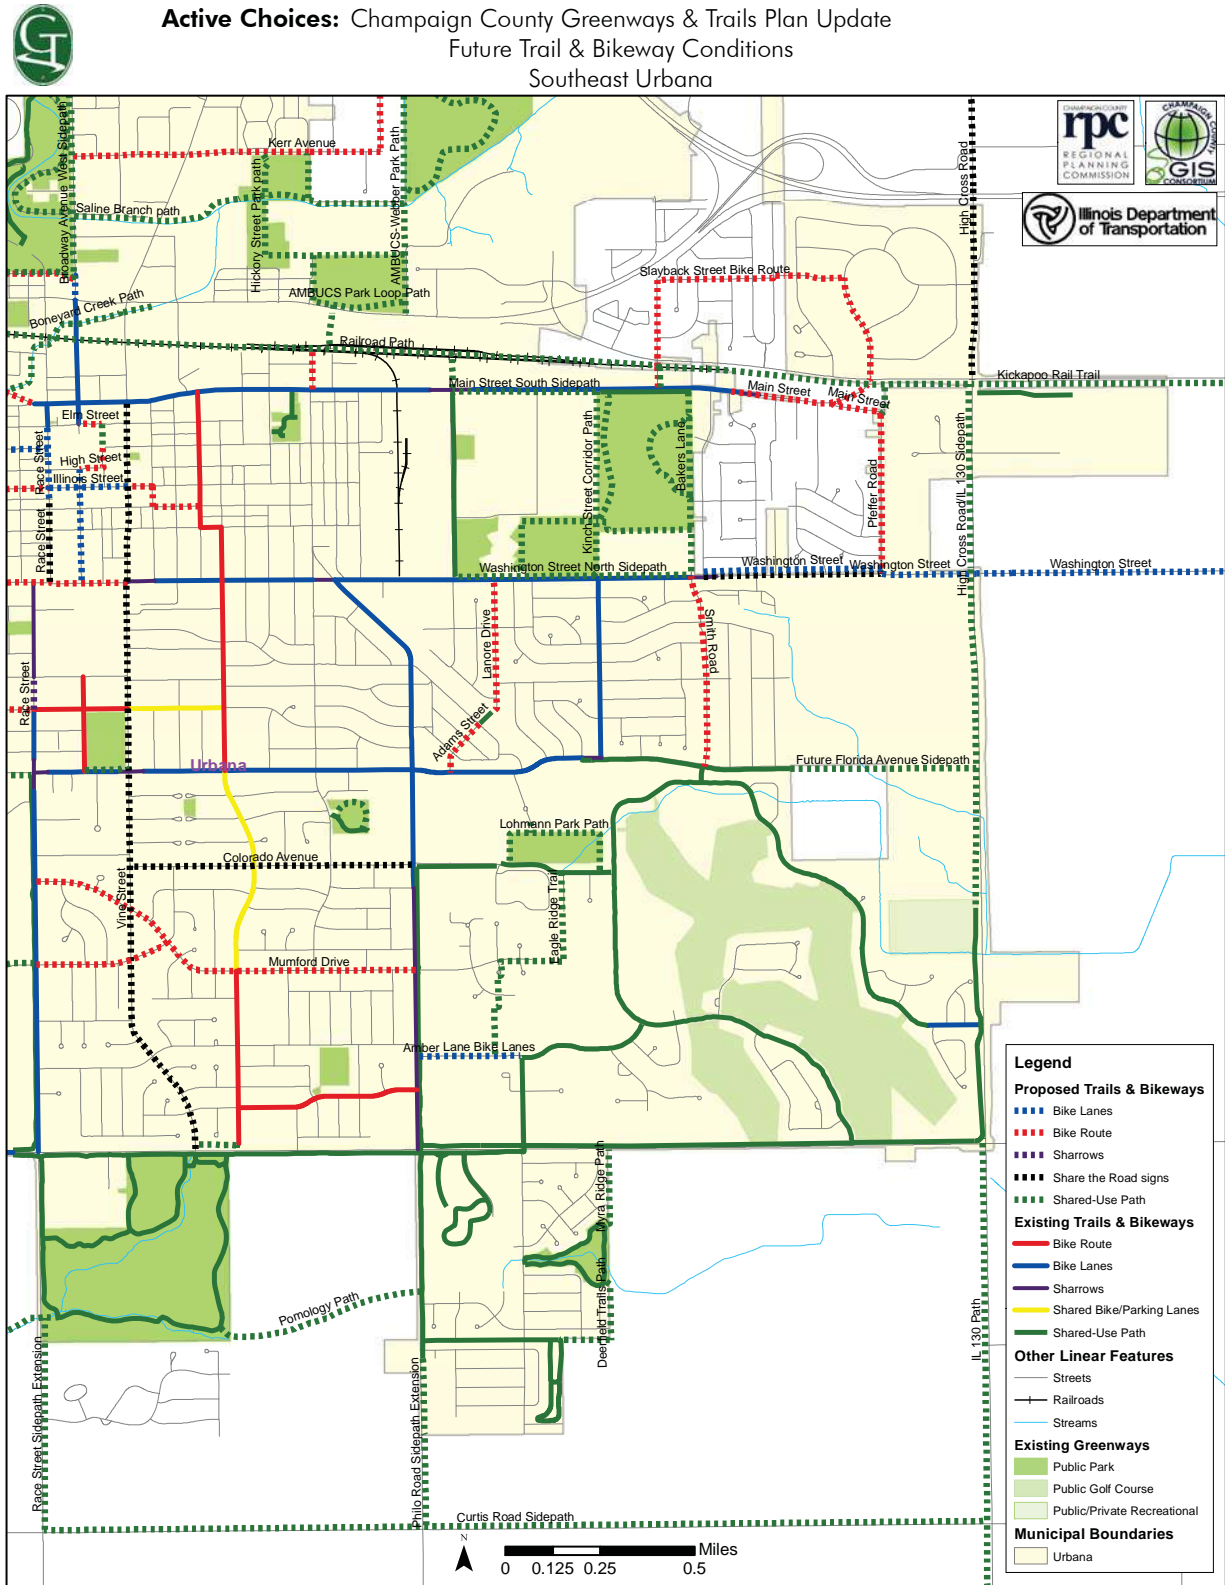 Active Choices: Champaign County Greenways & Trails Plan Update
Future Trail & Bikeway Conditions
Southeast Urbana
GT
CHAMPAIGN COUNTY
rpc
REGIONAL
PLANNING
COMMISSION
CHAMPAIGN COUNTY
GIS
CONSORTIUM
Illinois Department
of Transportation
Broadway Avenue West Sidepath
Kerr Avenue
Hickory Street Park path
AMBUCS-Webber Park Path
High Cross Road
Saline Branch path
Slayback Street Bike Route
AMBUCS Park Loop Path
Boneyard Creek Path
Railroad Path
Main Street South Sidepath
Main Street
Main Street
Kickapoo Rail Trail
Elm Street
Race Street
High Street
Illinois Street
Race Street
Kinch Street Corridor Path
Bakers Lane
Pfeffer Road
High Cross Road/IL 130 Sidepath
Washington Street North Sidepath
Washington Street
Washington Street
Washington Street
Lanore Drive
Smith Road
Race Street
Adams Street
Urbana
Future Florida Avenue Sidepath
Lohmann Park Path
Colorado Avenue
Vine Street
Eagle Ridge Trail
Mumford Drive
Amber Lane Bike Lanes
Myra Ridge Path
Pomology Path
Deerfield Trails Path
IL 130 Path
Race Street Sidepath Extension
Philo Road Sidepath Extension
Curtis Road Sidepath
N
Miles
0 0.125 0.25 0.5
Legend
Proposed Trails & Bikeways
Bike Lanes
Bike Route
Sharrows
Share the Road signs
Shared-Use Path
Existing Trails & Bikeways
Bike Route
Bike Lanes
Sharrows
Shared Bike/Parking Lanes
Shared-Use Path
Other Linear Features
Streets
Railroads
Streams
Existing Greenways
Public Park
Public Golf Course
Public/Private Recreational
Municipal Boundaries
Urbana